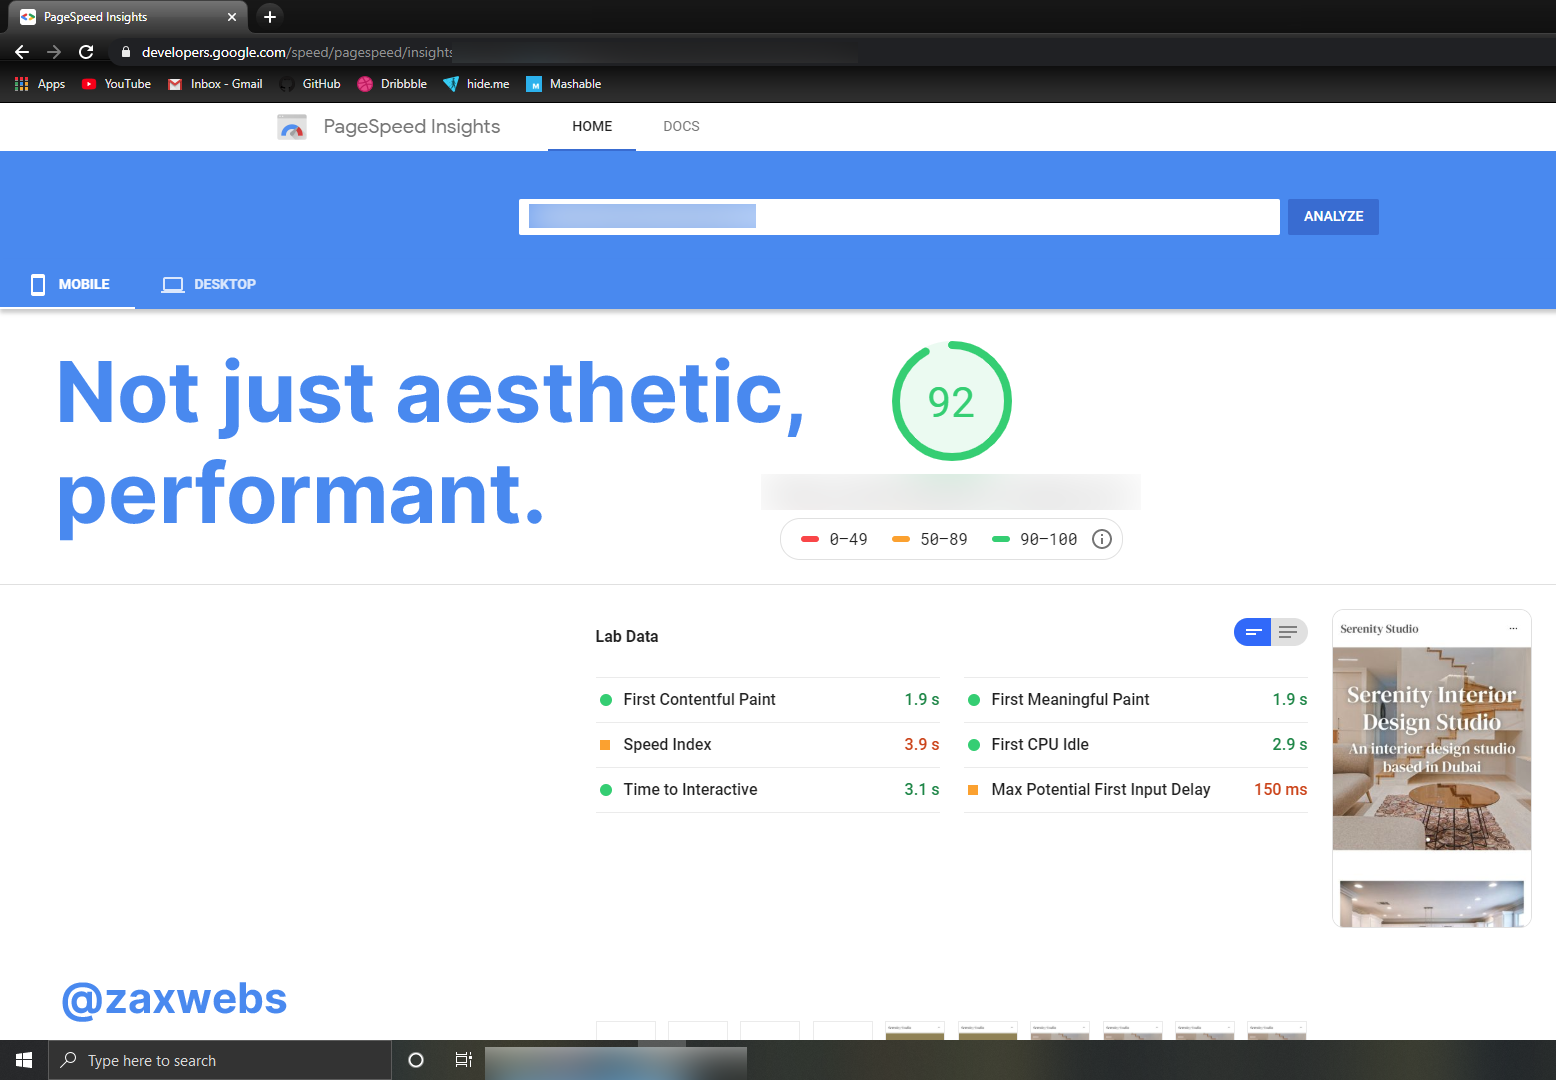 PageSpeed Insights
developers.google.com/speed/pagespeed/insights
Apps YouTube Inbox - Gmail GitHub Dribbble hide.me Mashable
PageSpeed Insights HOME DOCS
ANALYZE
MOBILE DESKTOP
Not just aesthetic,
performant.
92
0–49 50–89 90–100
Lab Data
First Contentful Paint 1.9 s
First Meaningful Paint 1.9 s
Speed Index 3.9 s
First CPU Idle 2.9 s
Time to Interactive 3.1 s
Max Potential First Input Delay 150 ms
Serenity Studio
Serenity Interior
Design Studio
An interior design studio
based in Dubai
@zaxwebs
Type here to search